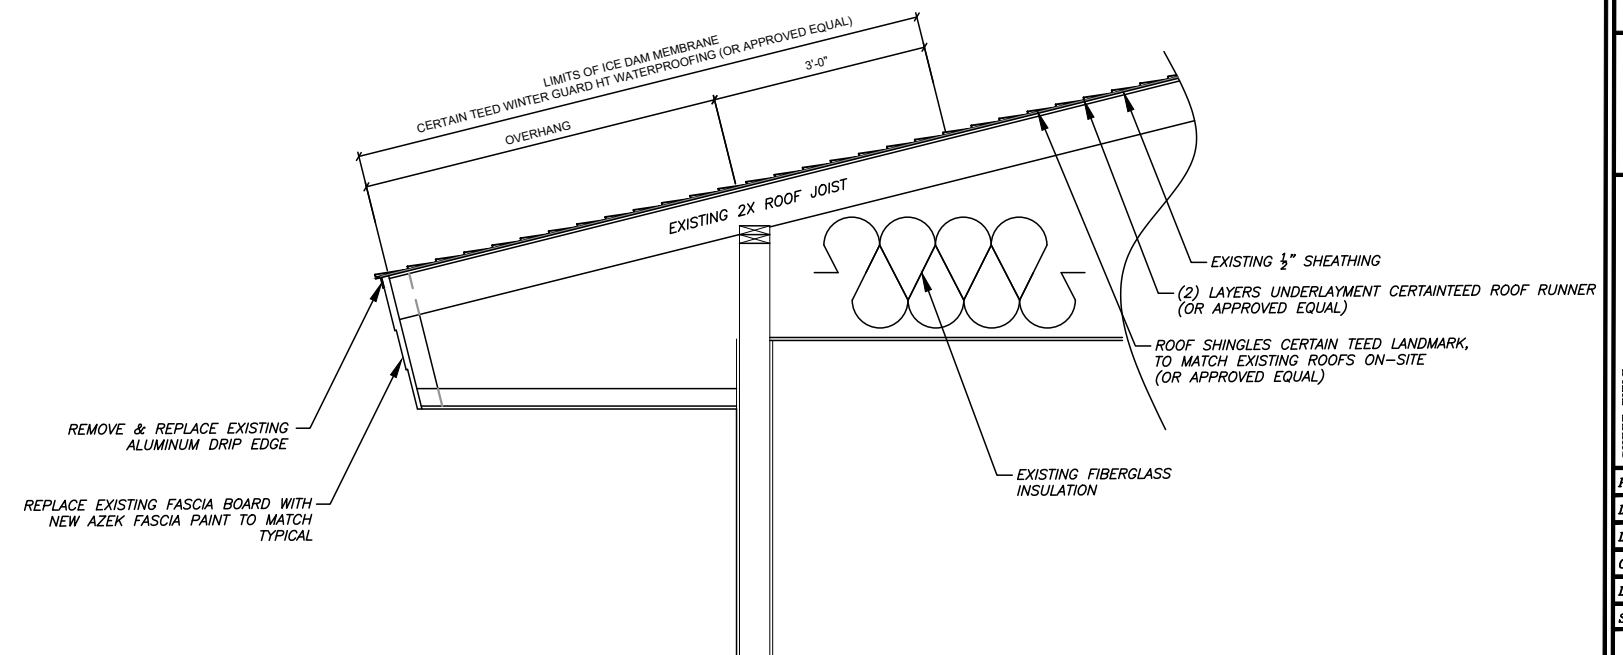 LIMITS OF ICE DAM MEMBRANE
CERTAIN TEED WINTER GUARD HT WATERPROOFING (OR APPROVED EQUAL)
OVERHANG
3'-0"
EXISTING 2X ROOF JOIST
EXISTING 1/2" SHEATHING
(2) LAYERS UNDERLAYMENT CERTAINTEED ROOF RUNNER
(OR APPROVED EQUAL)
ROOF SHINGLES CERTAIN TEED LANDMARK,
TO MATCH EXISTING ROOFS ON-SITE
(OR APPROVED EQUAL)
REMOVE & REPLACE EXISTING
ALUMINUM DRIP EDGE
EXISTING FIBERGLASS
INSULATION
REPLACE EXISTING FASCIA BOARD WITH
NEW AZEK FASCIA PAINT TO MATCH
TYPICAL